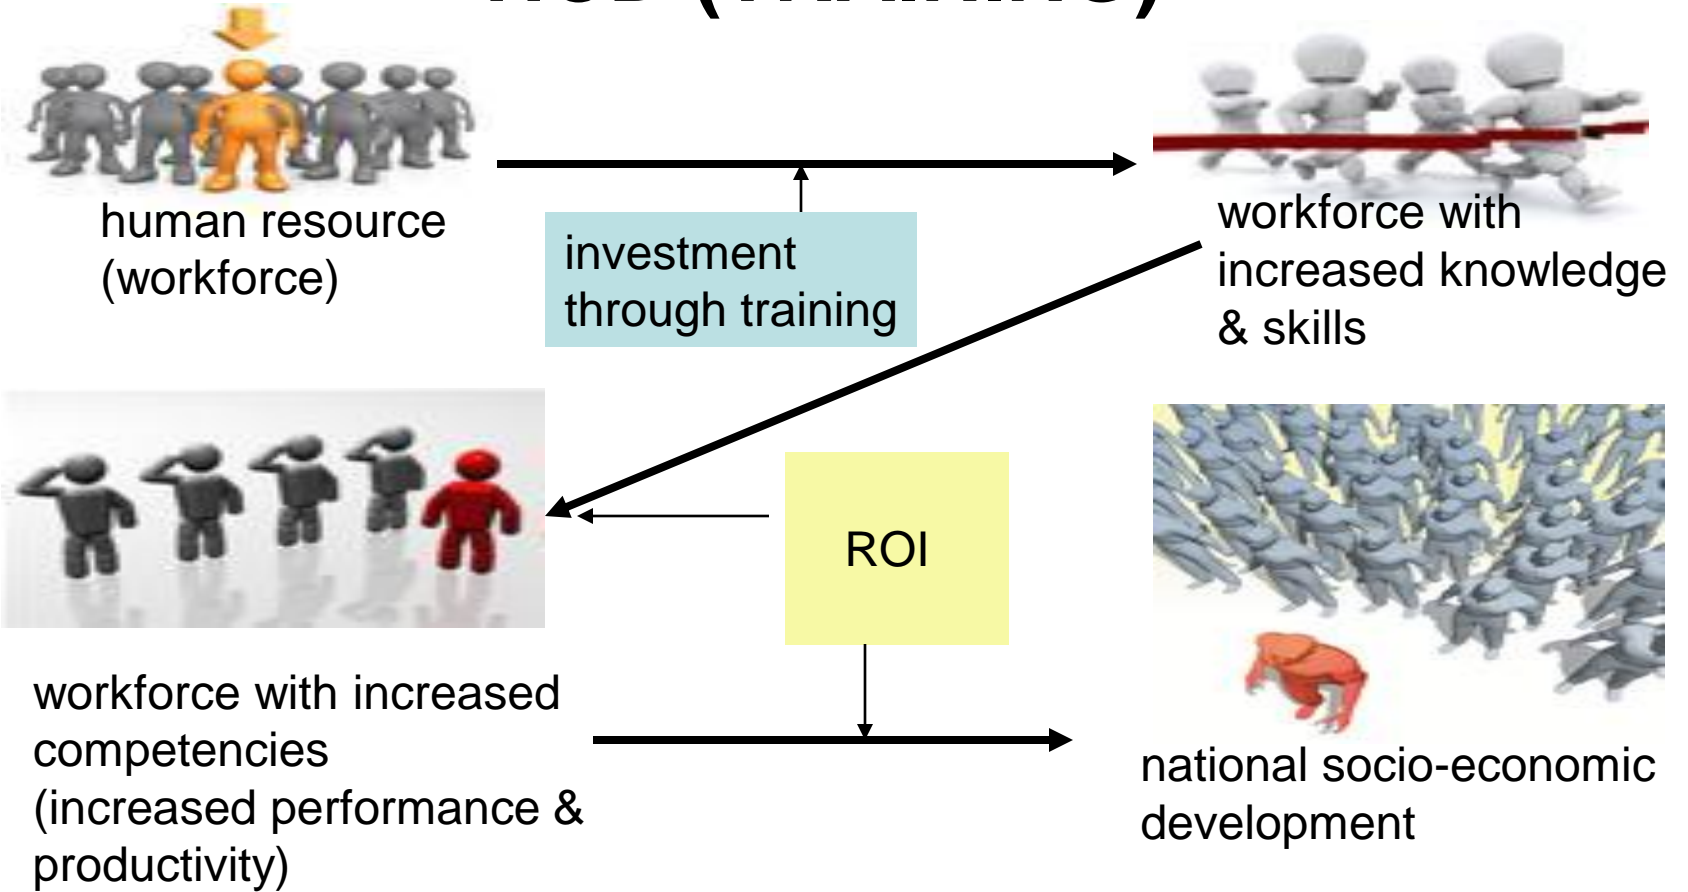 (TRAINING)
human resource
(workforce)
investment
through training
workforce with
increased knowledge
& skills
ROI
workforce with increased
competencies
(increased performance &
productivity)
national socio-economic
development